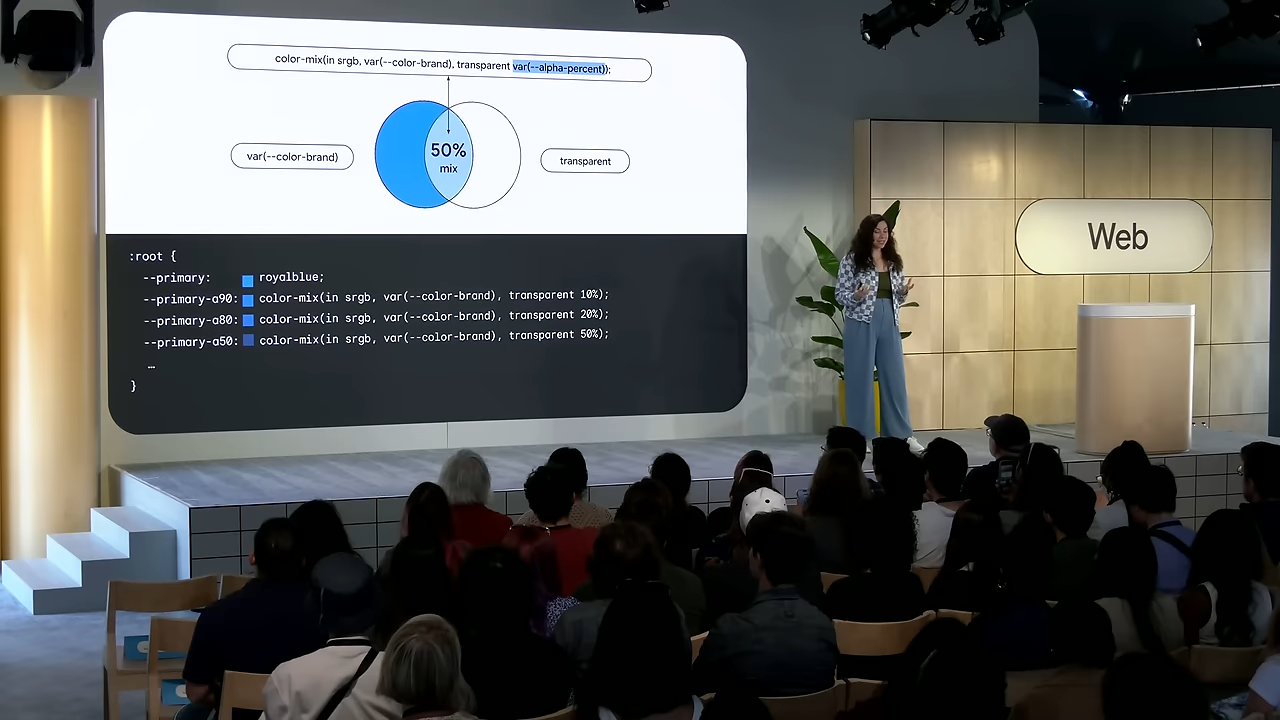 color-mix(in srgb, var(--color-brand), transparent var(--alpha-percent));
var(--color-brand)
50%
mix
transparent
:root {
--primary: royalblue;
--primary-a90: color-mix(in srgb, var(--color-brand), transparent 10%);
--primary-a80: color-mix(in srgb, var(--color-brand), transparent 20%);
--primary-a50: color-mix(in srgb, var(--color-brand), transparent 50%);
…
}
Web